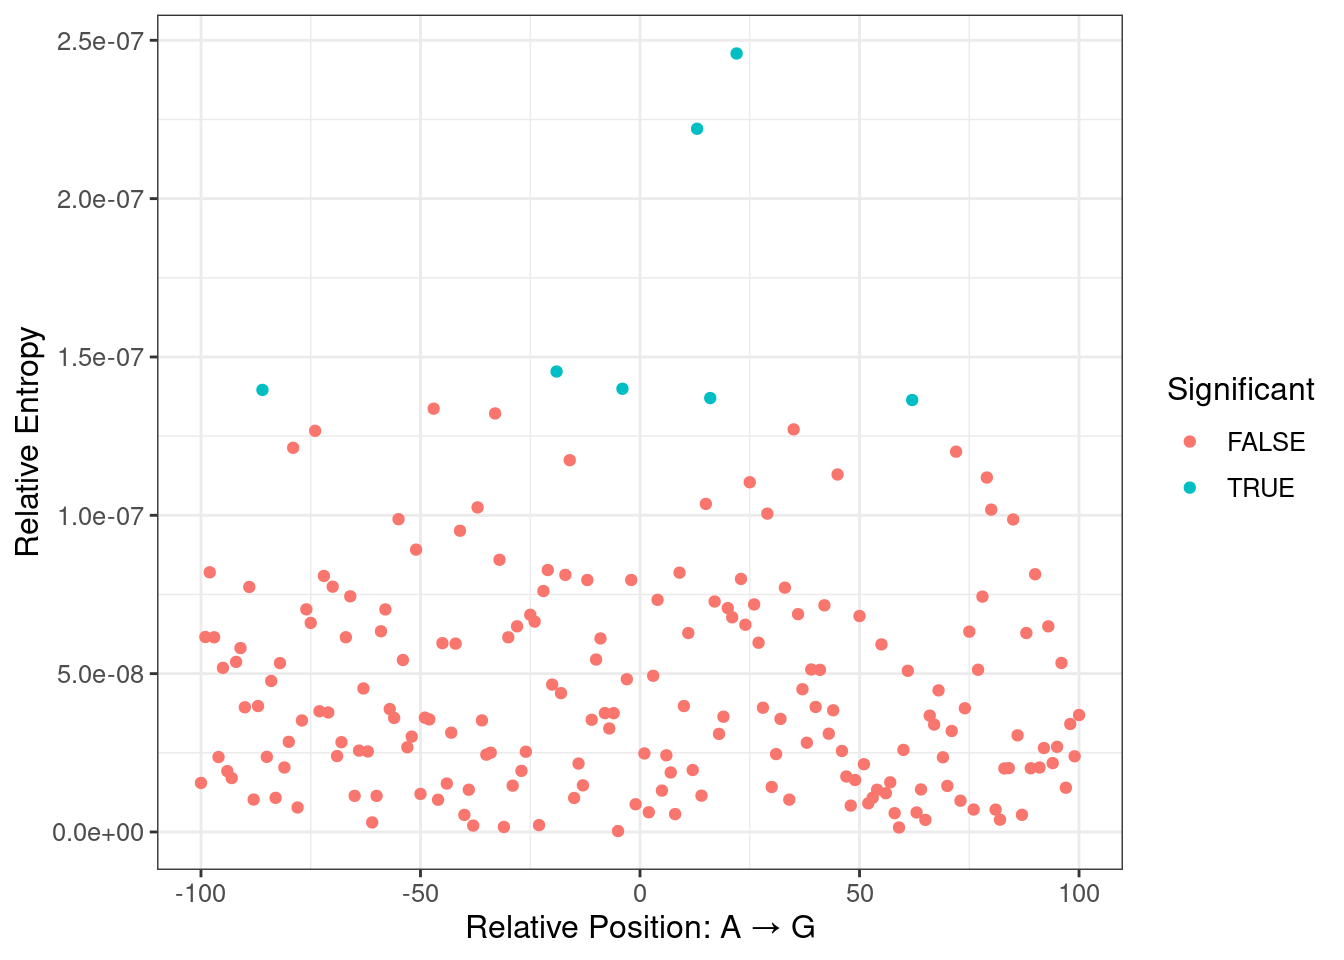 2.5e-07
2.0e-07
1.5e-07
1.0e-07
5.0e-08
0.0e+00
Relative Entropy
-100 -50 0 50 100
Relative Position: A → G
Significant
FALSE
TRUE